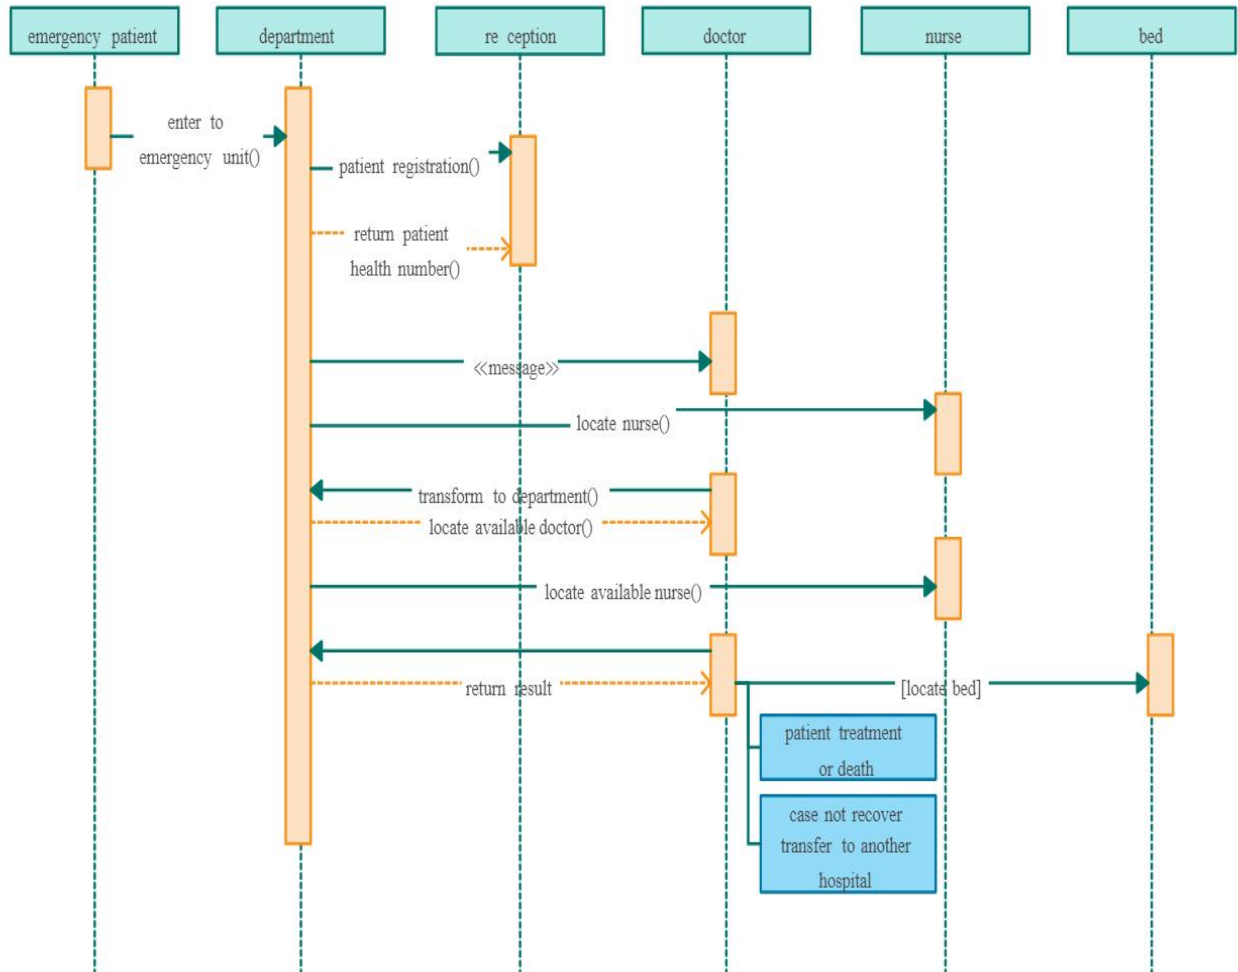 emergency patient
department
re ception
doctor
nurse
bed
enter to
emergency unit()
patient registration()
return patient
health number()
<<message>>
locate nurse()
transform to department()
locate available doctor()
locate available nurse()
return result
[locate bed]
patient treatment
or death
case not recover
transfer to another
hospital